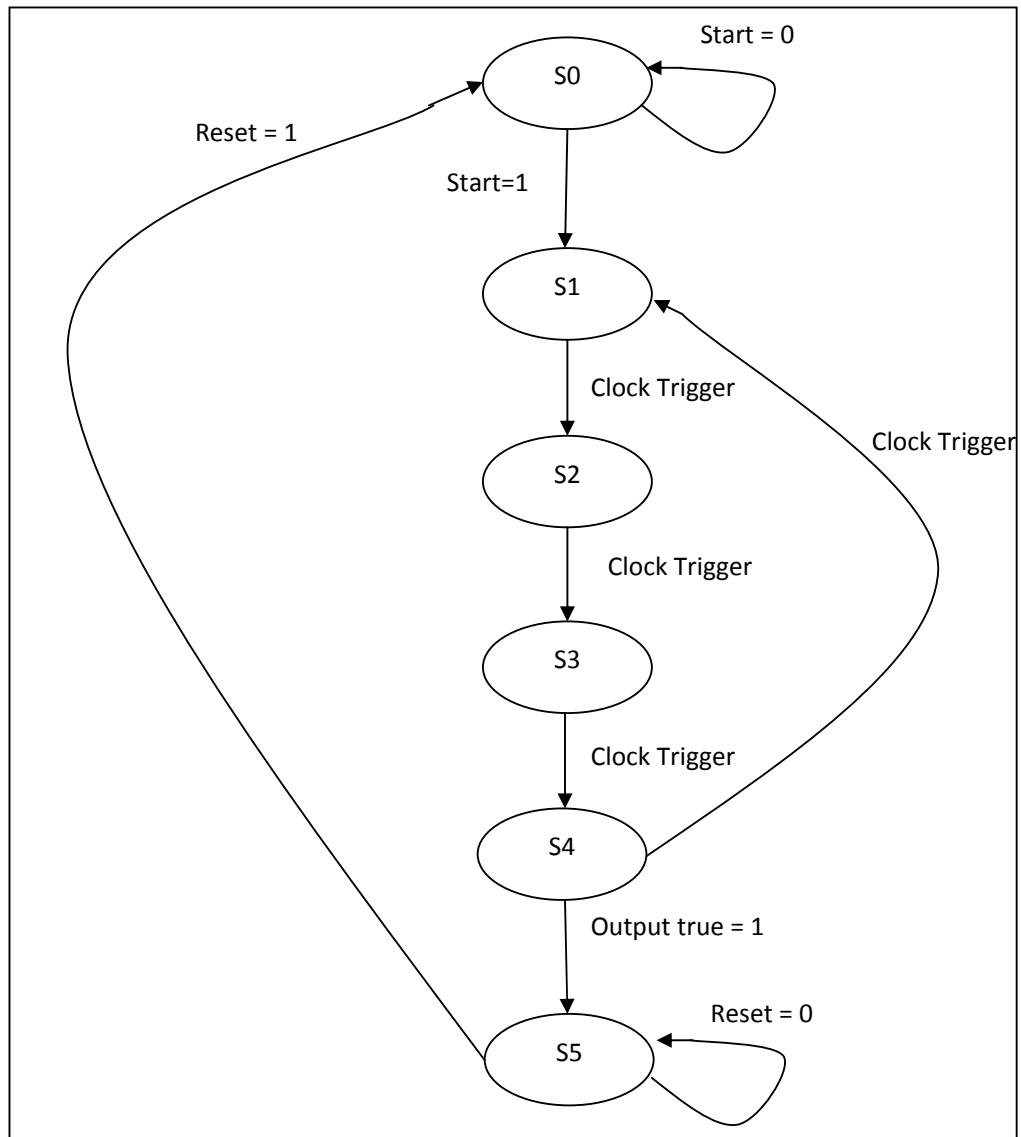 Start = 0
S0
Reset = 1
Start=1
S1
Clock Trigger
Clock Trigger
S2
Clock Trigger
S3
Clock Trigger
S4
Output true = 1
Reset = 0
S5